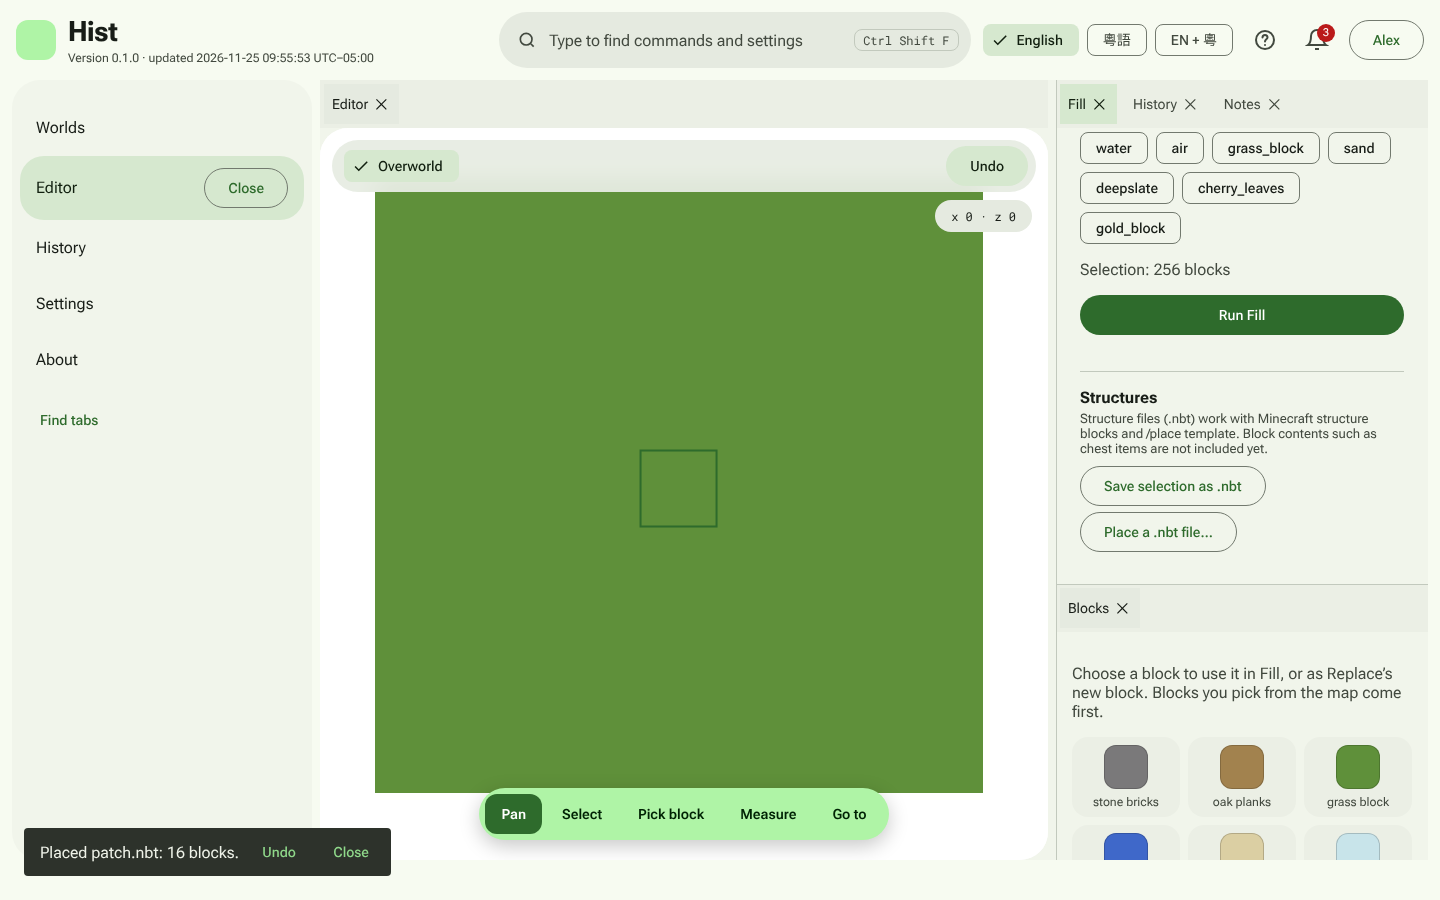 Hist
Version 0.1.0 · updated 2026-11-25 09:55:53 UTC−05:00
Type to find commands and settings
Ctrl Shift F
English
粵語
EN + 粵
3
Alex
Worlds
Editor
Close
History
Settings
About
Find tabs
Editor
Overworld
Undo
x 0 · z 0
Pan
Select
Pick block
Measure
Go to
Fill
History
Notes
water
air
grass_block
sand
deepslate
cherry_leaves
gold_block
Selection: 256 blocks
Run Fill
Structures
Structure files (.nbt) work with Minecraft structure
blocks and /place template. Block contents such as
chest items are not included yet.
Save selection as .nbt
Place a .nbt file...
Blocks
Choose a block to use it in Fill, or as Replace’s
new block. Blocks you pick from the map come
first.
stone bricks
oak planks
grass block
Placed patch.nbt: 16 blocks.
Undo
Close